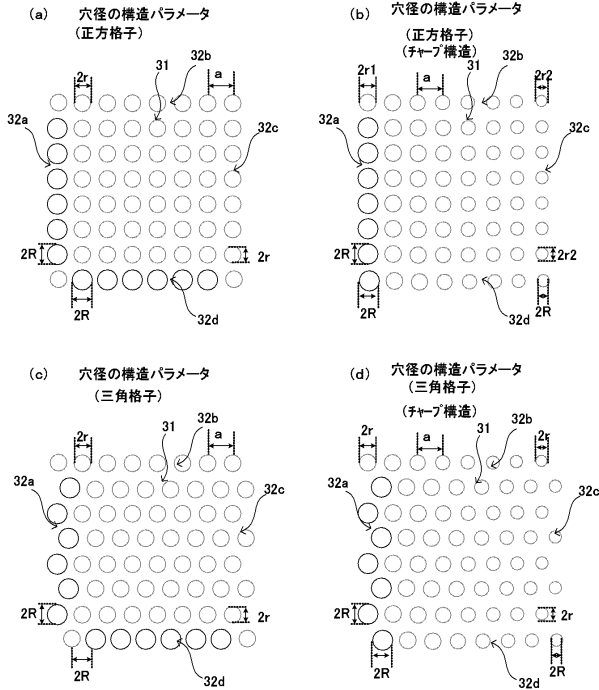 (a)
穴径の構造パラメータ
(正方格子)
2r
31
32b
a
32a
32c
2R
2r
2R
32d
(b)
穴径の構造パラメータ
(正方格子)
(チャープ構造)
2r1
a
31
32b
2r2
32a
32c
2R
2r2
2R
32d
2R
(c)
穴径の構造パラメータ
(三角格子)
2r
31
32b
a
32a
32c
2R
2r
2R
32d
(d)
穴径の構造パラメータ
(三角格子)
(チャープ構造)
2r
a
31
32b
2r
32a
32c
2R
2r
2R
32d
2R